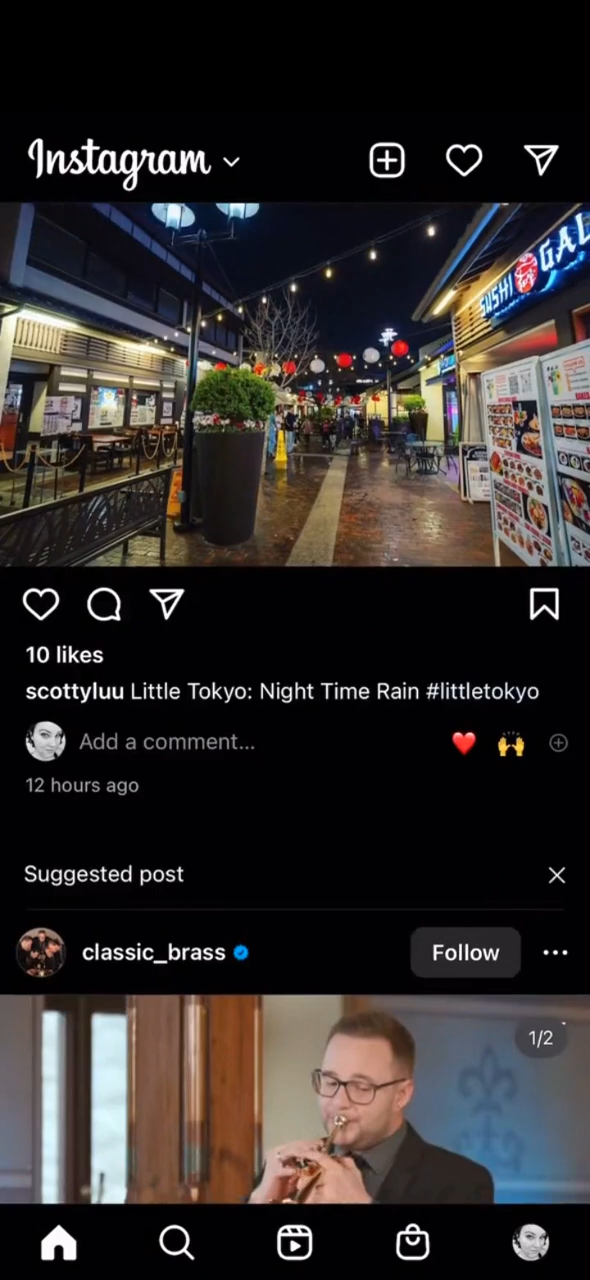 Instagram
SUSHI GAL
10 likes
scottyluu Little Tokyo: Night Time Rain #littletokyo
Add a comment...
12 hours ago
Suggested post
classic_brass
Follow
1/2